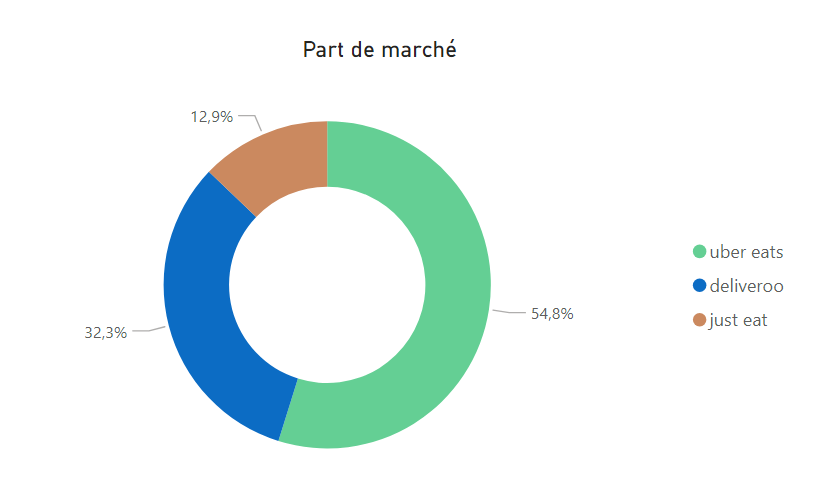 Part de marché
12,9%
54,8%
32,3%
uber eats
deliveroo
just eat